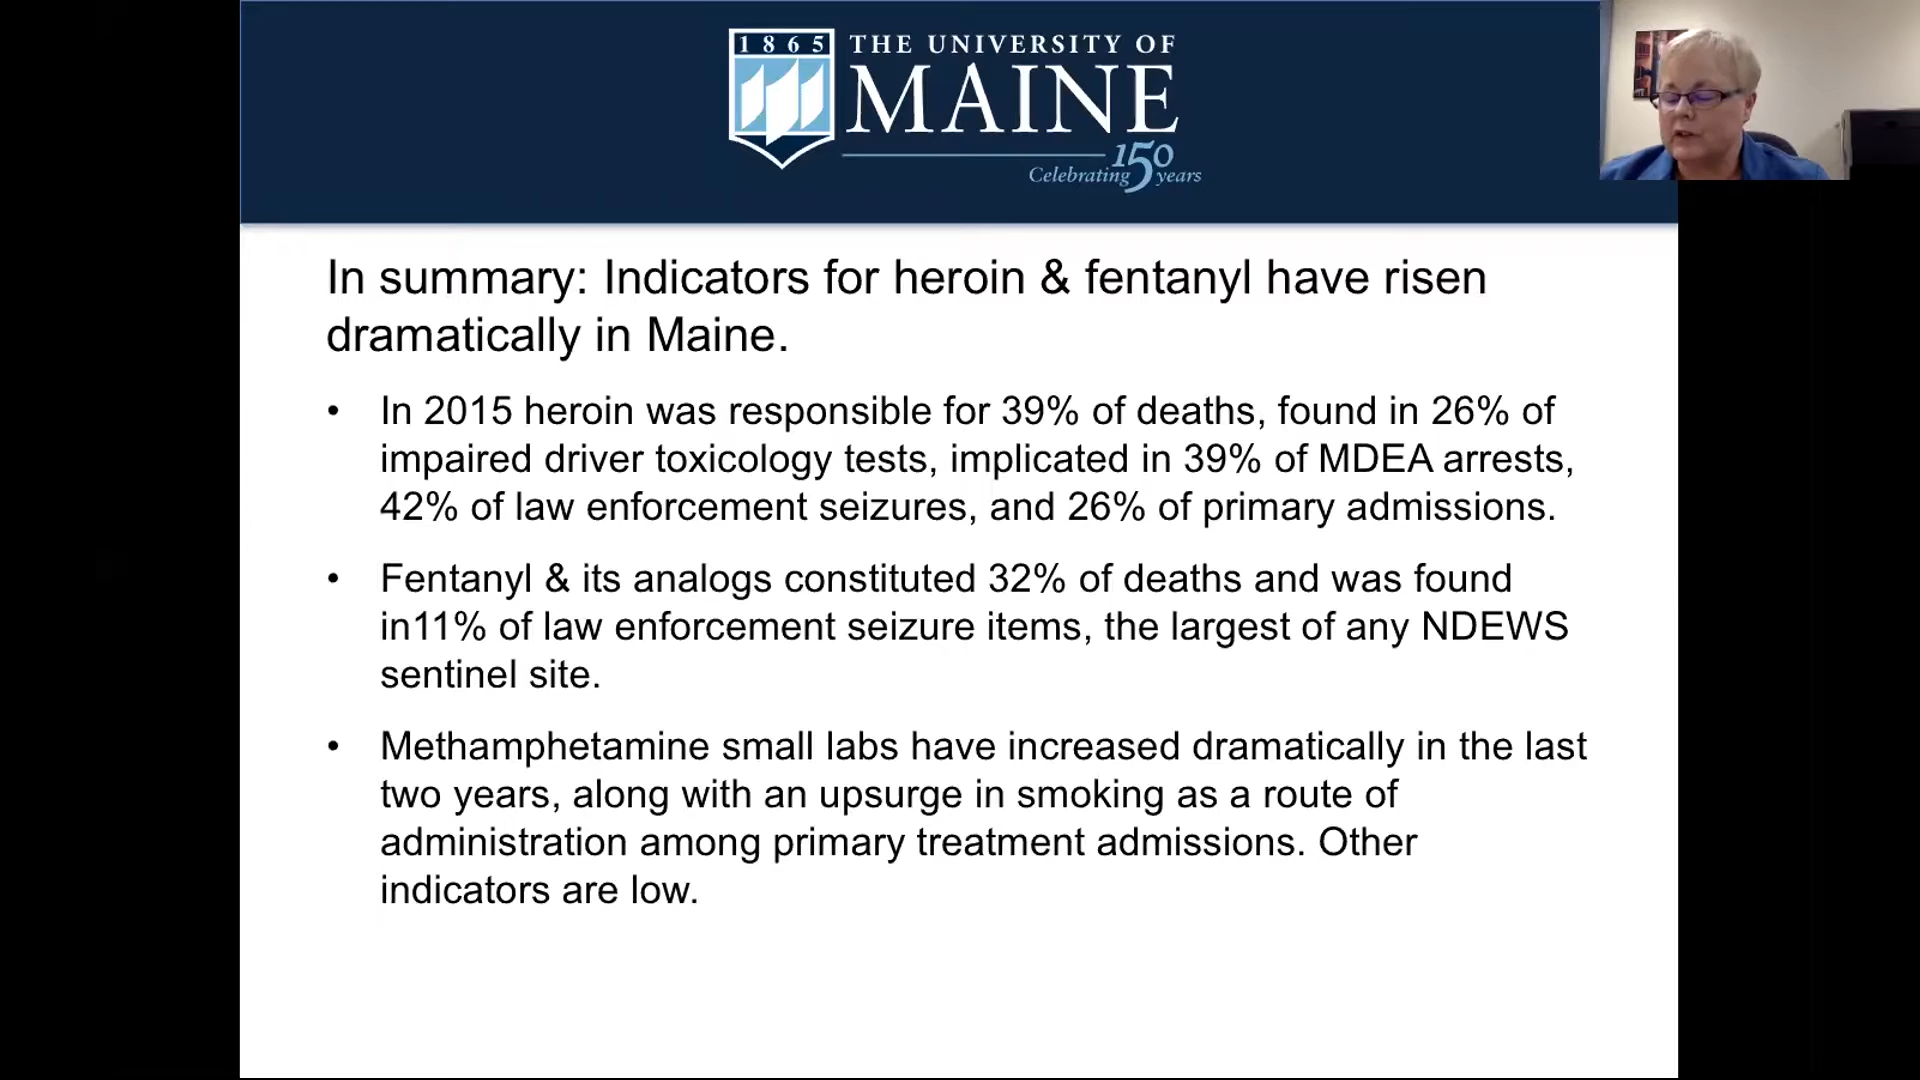 1865
THE UNIVERSITY OF
MAINE
150
Celebrating years
In summary: Indicators for heroin & fentanyl have risen
dramatically in Maine.
• In 2015 heroin was responsible for 39% of deaths, found in 26% of
impaired driver toxicology tests, implicated in 39% of MDEA arrests,
42% of law enforcement seizures, and 26% of primary admissions.
• Fentanyl & its analogs constituted 32% of deaths and was found
in11% of law enforcement seizure items, the largest of any NDEWS
sentinel site.
• Methamphetamine small labs have increased dramatically in the last
two years, along with an upsurge in smoking as a route of
administration among primary treatment admissions. Other
indicators are low.